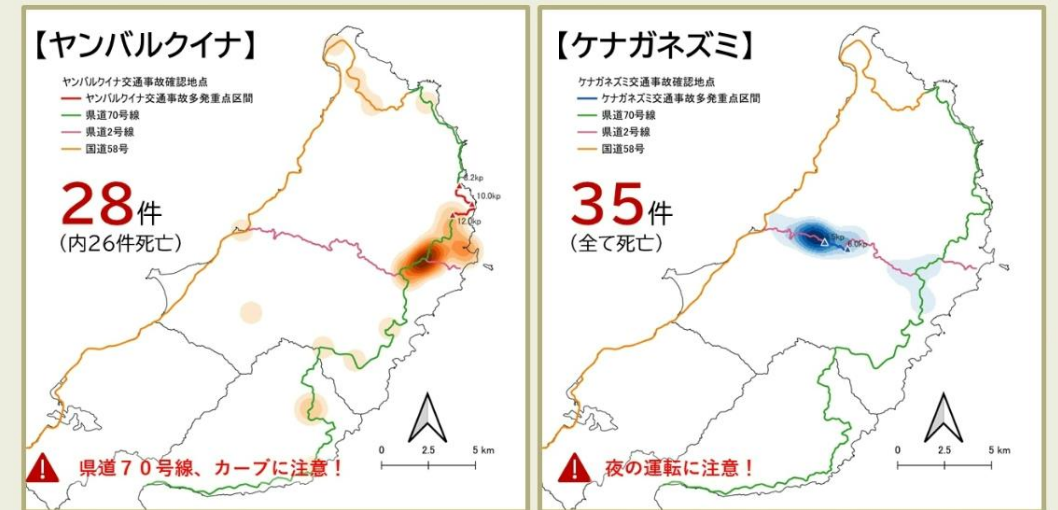 【ヤンバルクイナ】
ヤンバルクイナ交通事故確認地点
ヤンバルクイナ交通事故多発重点区間
県道70号線
県道2号線
国道58号
28件
(内26件死亡)
8.2kp
10.0kp
12.0kp
0 2.5 5 km
県道70号線、カーブに注意!
【ケナガネズミ】
ケナガネズミ交通事故確認地点
ケナガネズミ交通事故多発重点区間
県道70号線
県道2号線
国道58号
35件
(全て死亡)
0 2.5 5 km
夜の運転に注意!